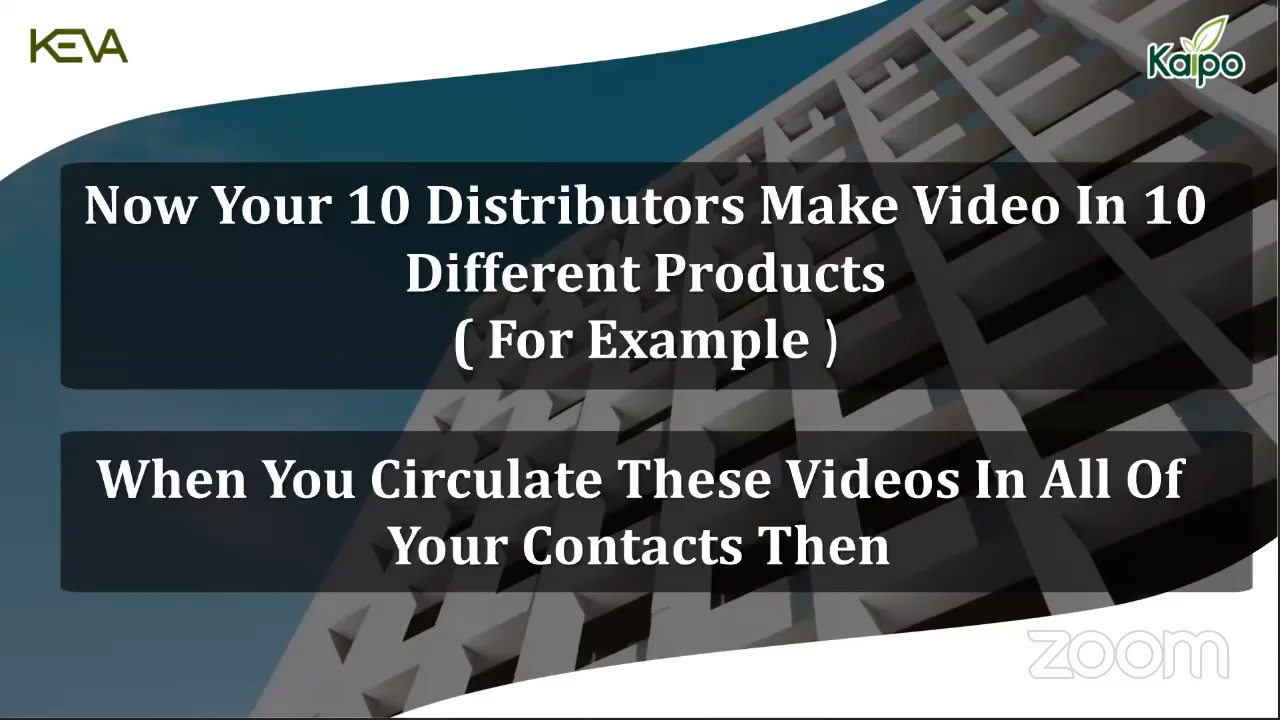 KEVA
Kaipo
Now Your 10 Distributors Make Video In 10
Different Products
( For Example )
When You Circulate These Videos In All Of
Your Contacts Then
zoom